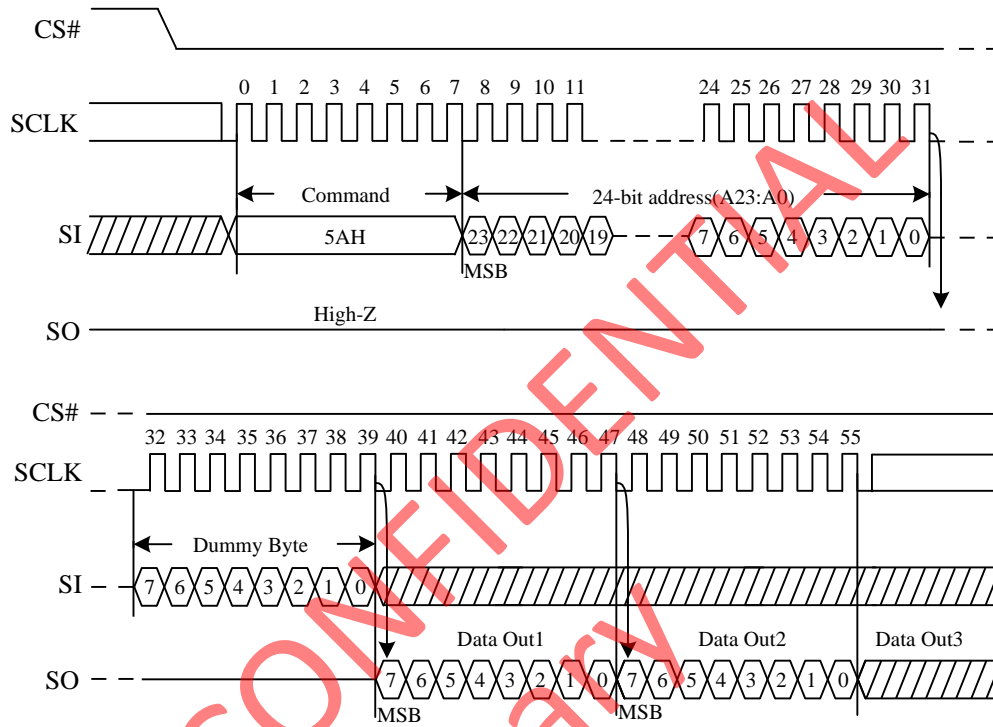 CS#
0 1 2 3 4 5 6 7 8 9 10 11 24 25 26 27 28 29 30 31
SCLK
Command 24-bit address(A23:A0)
SI 5AH 23 22 21 20 19 7 6 5 4 3 2 1 0
MSB
High-Z
SO
CS#
32 33 34 35 36 37 38 39 40 41 42 43 44 45 46 47 48 49 50 51 52 53 54 55
SCLK
Dummy Byte
SI 7 6 5 4 3 2 1 0
Data Out1 Data Out2 Data Out3
SO 7 6 5 4 3 2 1 0 7 6 5 4 3 2 1 0
MSB MSB
CONFIDENTIAL
ary